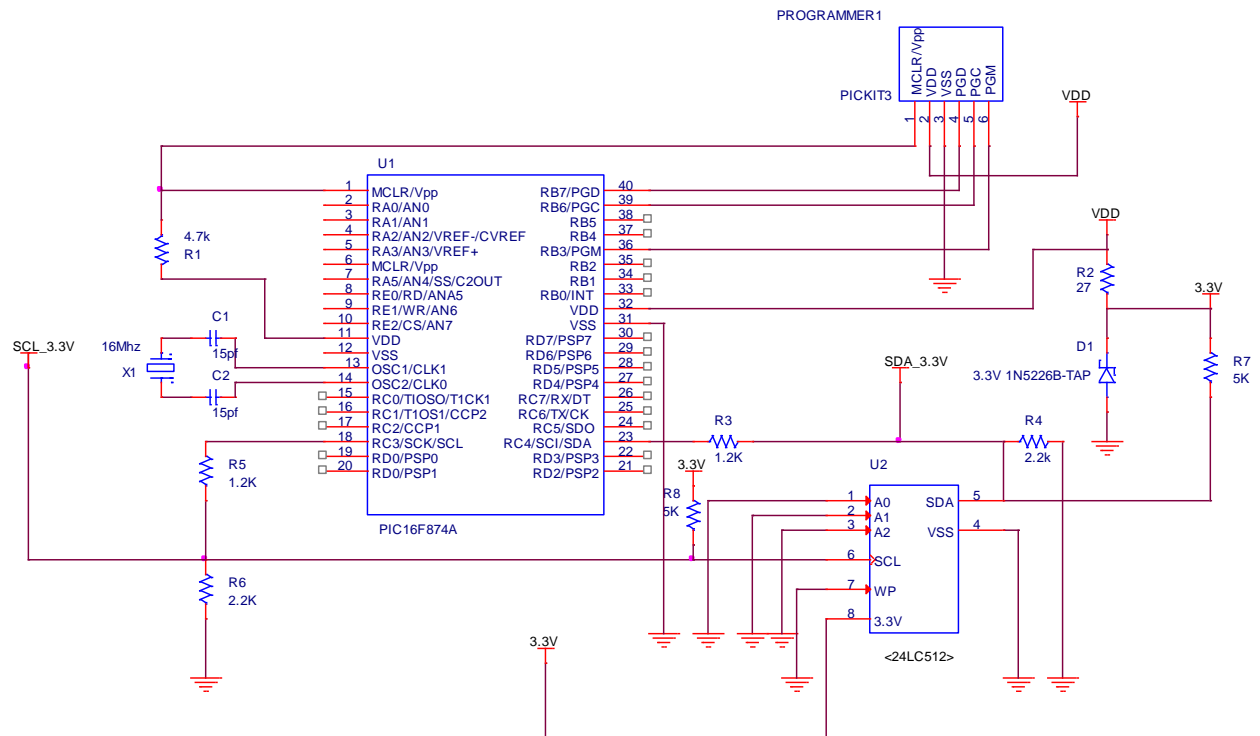 PROGRAMMER1
PICKIT3
MCLR/Vpp
VDD
VSS
PGD
PGC
PGM
1
2
3
4
5
6
VDD
U1
1 MCLR/Vpp
2 RA0/AN0
3 RA1/AN1
4 RA2/AN2/VREF-/CVREF
5 RA3/AN3/VREF+
6 MCLR/Vpp
7 RA5/AN4/SS/C2OUT
8 RE0/RD/ANA5
9 RE1/WR/AN6
10 RE2/CS/AN7
11 VDD
12 VSS
13 OSC1/CLK1
14 OSC2/CLK0
15 RC0/TIOSO/T1CK1
16 RC1/T1OS1/CCP2
17 RC2/CCP1
18 RC3/SCK/SCL
19 RD0/PSP0
20 RD0/PSP1
RB7/PGD 40
RB6/PGC 39
RB5 38
RB4 37
RB3/PGM 36
RB2 35
RB1 34
RB0/INT 33
VDD 32
VSS 31
RD7/PSP7 30
RD6/PSP6 29
RD5/PSP5 28
RD4/PSP4 27
RC7/RX/DT 26
RC6/TX/CK 25
RC5/SDO 24
RC4/SCI/SDA 23
RD3/PSP3 22
RD2/PSP2 21
PIC16F874A
4.7k
R1
C1
15pf
16Mhz
X1
C2
15pf
SCL_3.3V
R5
1.2K
R6
2.2K
VDD
R2
27
3.3V
D1
3.3V 1N5226B-TAP
R7
5K
SDA_3.3V
R3
1.2K
R4
2.2k
3.3V
R8
5K
U2
1 A0
2 A1
3 A2
6 SCL
7 WP
8 3.3V
SDA 5
VSS 4
<24LC512>
3.3V